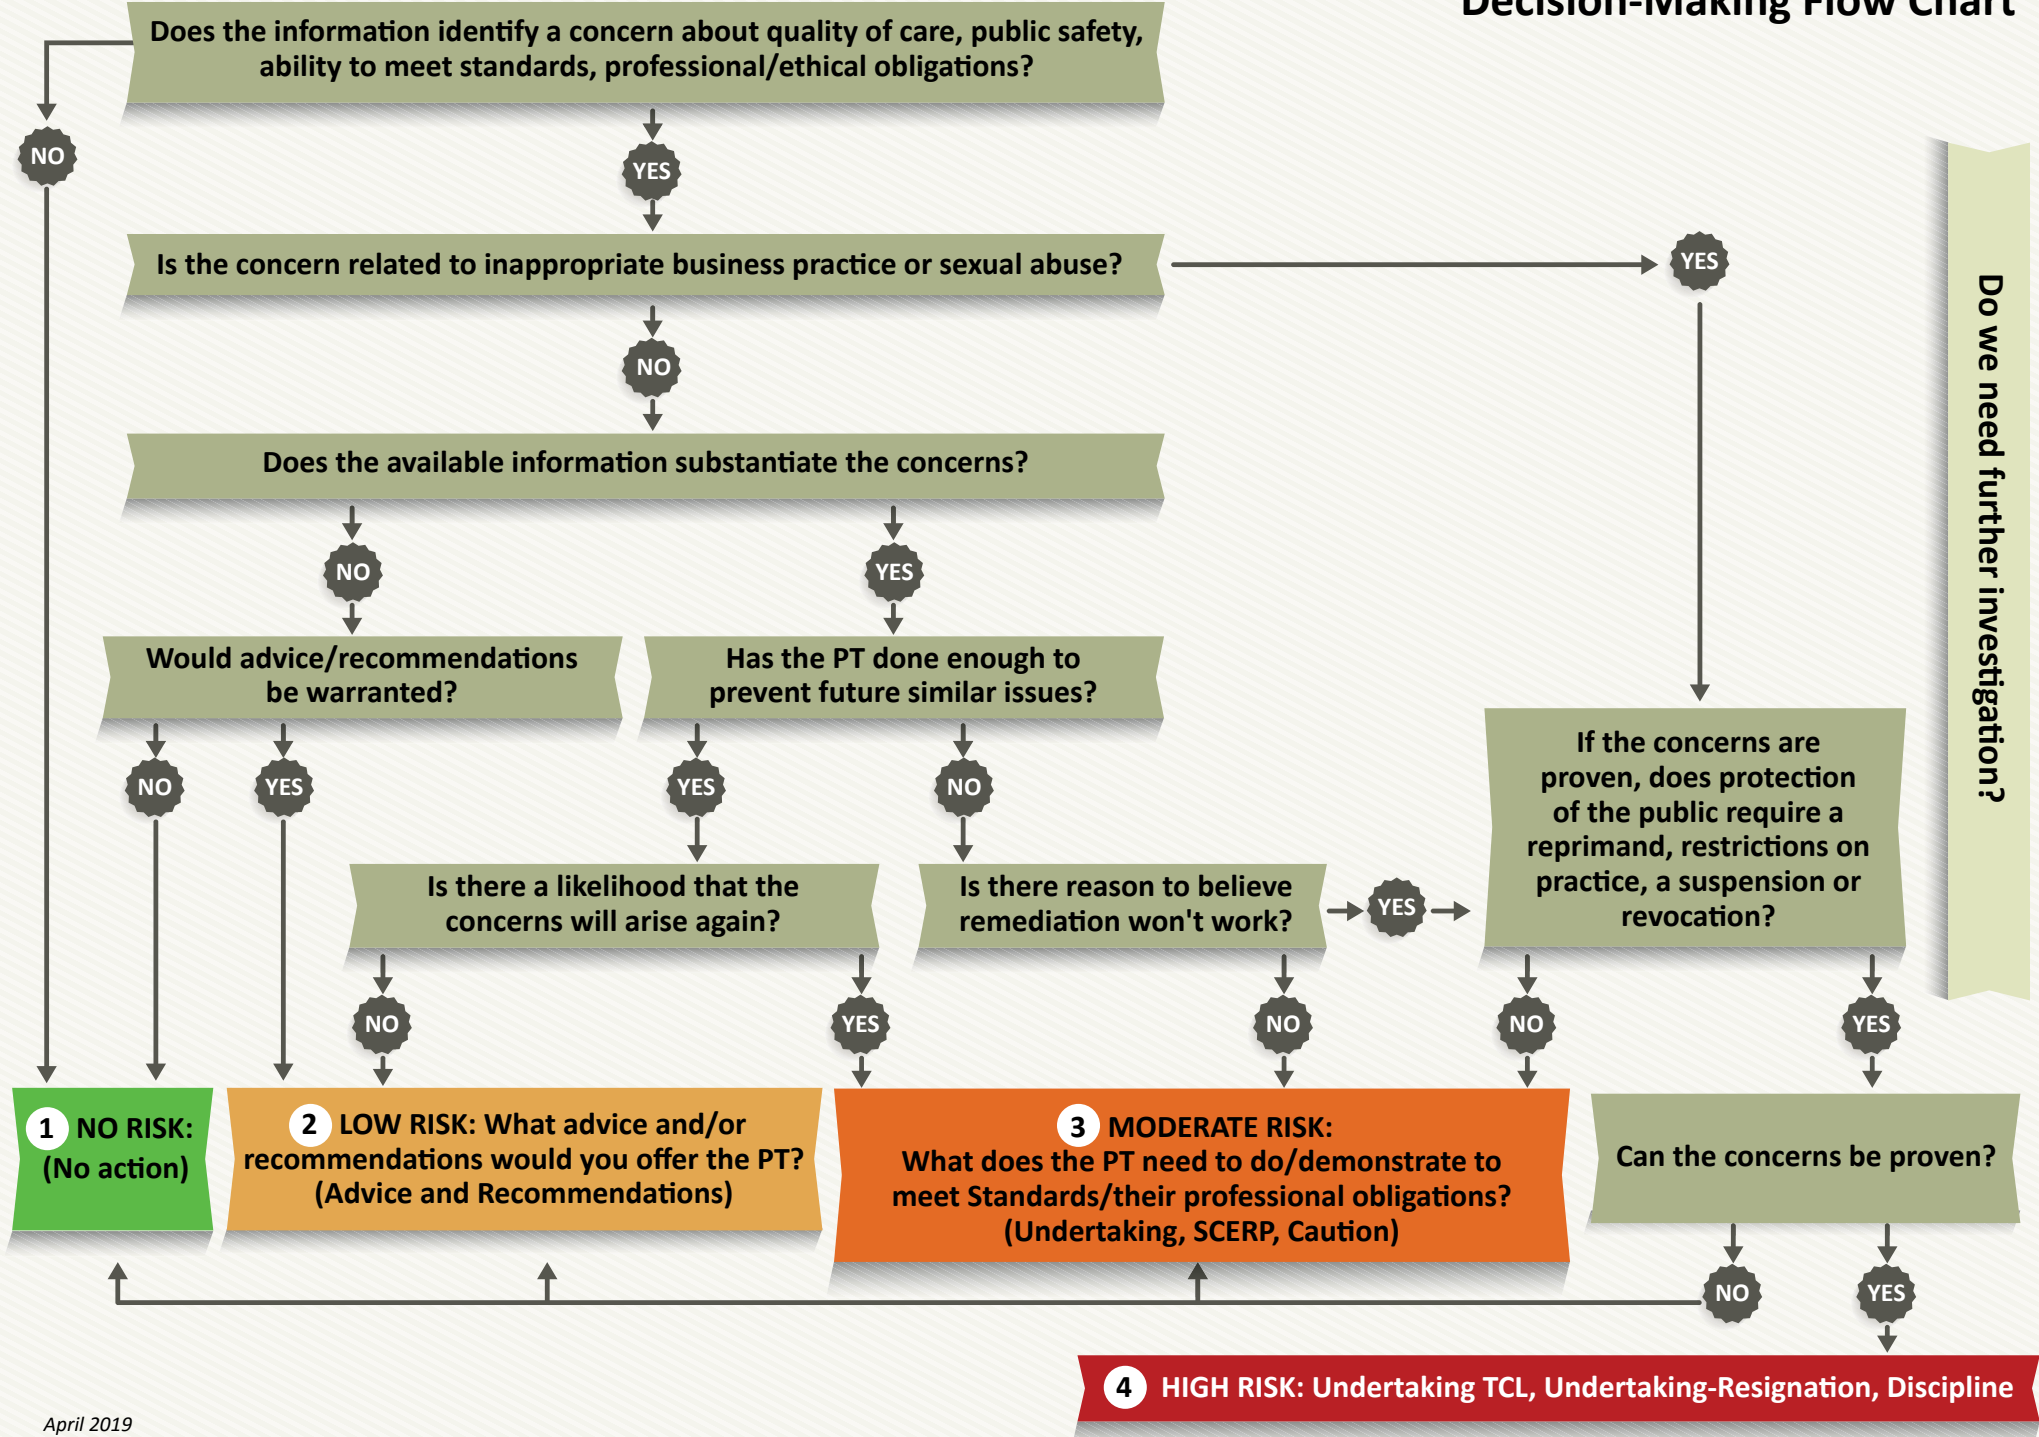 Decision-Making Flow Chart
Does the information identify a concern about quality of care, public safety,
ability to meet standards, professional/ethical obligations?
NO
YES
Is the concern related to inappropriate business practice or sexual abuse?
YES
NO
Does the available information substantiate the concerns?
NO
YES
Would advice/recommendations
be warranted?
Has the PT done enough to
prevent future similar issues?
NO
YES
YES
NO
Is there a likelihood that the
concerns will arise again?
Is there reason to believe
remediation won't work?
YES
If the concerns are
proven, does protection
of the public require a
reprimand, restrictions on
practice, a suspension or
revocation?
Do we need further investigation?
NO
YES
NO
NO
YES
1 NO RISK:
(No action)
2 LOW RISK: What advice and/or
recommendations would you offer the PT?
(Advice and Recommendations)
3 MODERATE RISK:
What does the PT need to do/demonstrate to
meet Standards/their professional obligations?
(Undertaking, SCERP, Caution)
Can the concerns be proven?
NO
YES
4 HIGH RISK: Undertaking TCL, Undertaking-Resignation, Discipline
April 2019